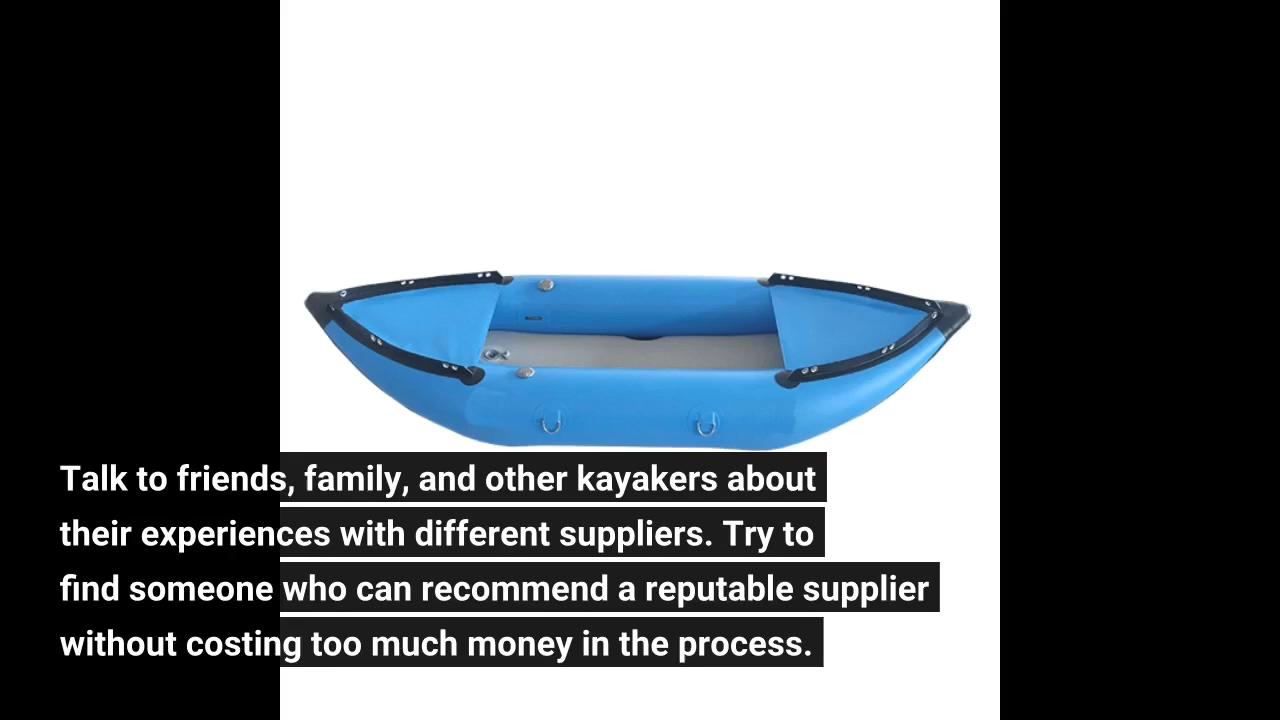 Talk to friends, family, and other kayakers about
their experiences with different suppliers. Try to
find someone who can recommend a reputable supplier
without costing too much money in the process.